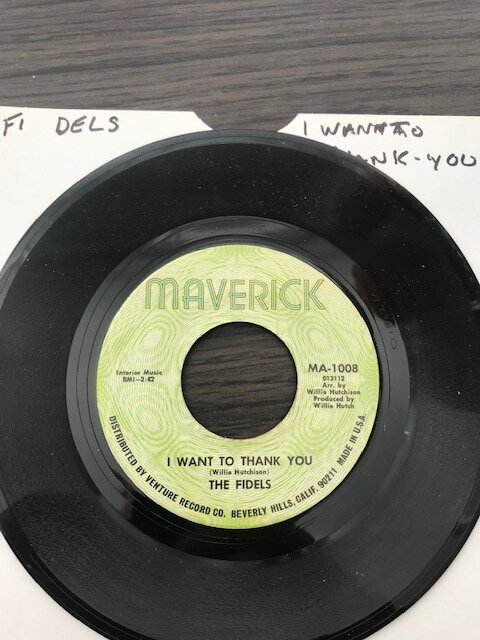 FI DELS
I WANT TO
THANK-YOU
MAVERICK
Interior Music
BMI-2:42
MA-1008
013112
Arr. by
Willie Hutchison
Produced by
Willie Hutch
I WANT TO THANK YOU
(Willie Hutchison)
THE FIDELS
DISTRIBUTED BY VENTURE RECORD CO. BEVERLY HILLS, CALIF. 90211 MADE IN U.S.A.